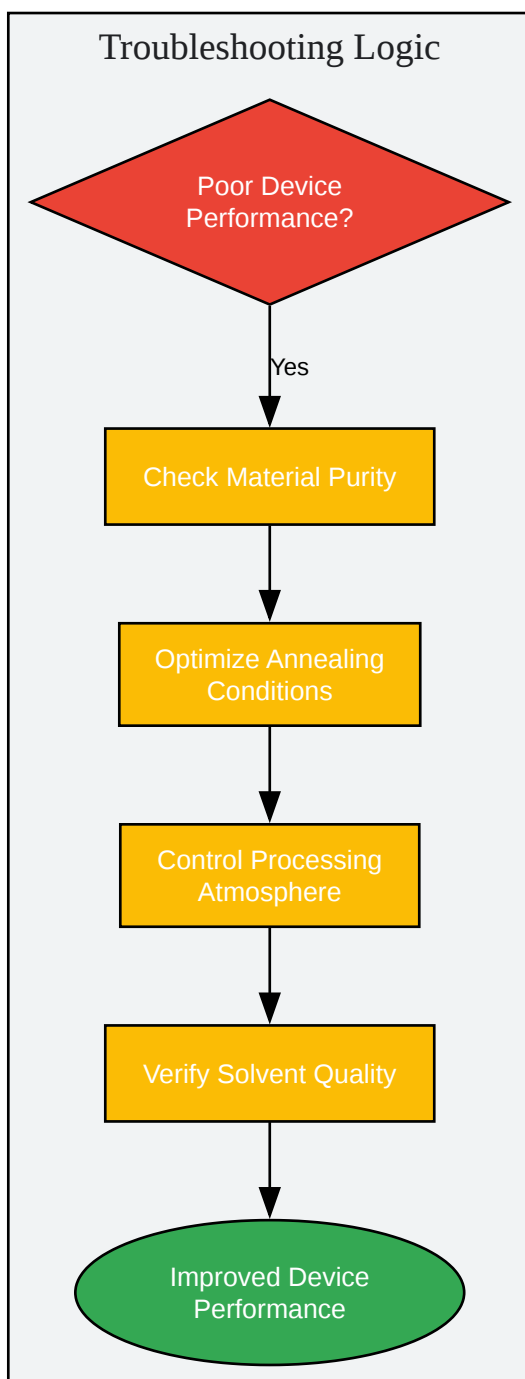 Troubleshooting Logic
Poor Device
Performance?
Yes
Check Material Purity
Optimize Annealing
Conditions
Control Processing
Atmosphere
Verify Solvent Quality
Improved Device
Performance